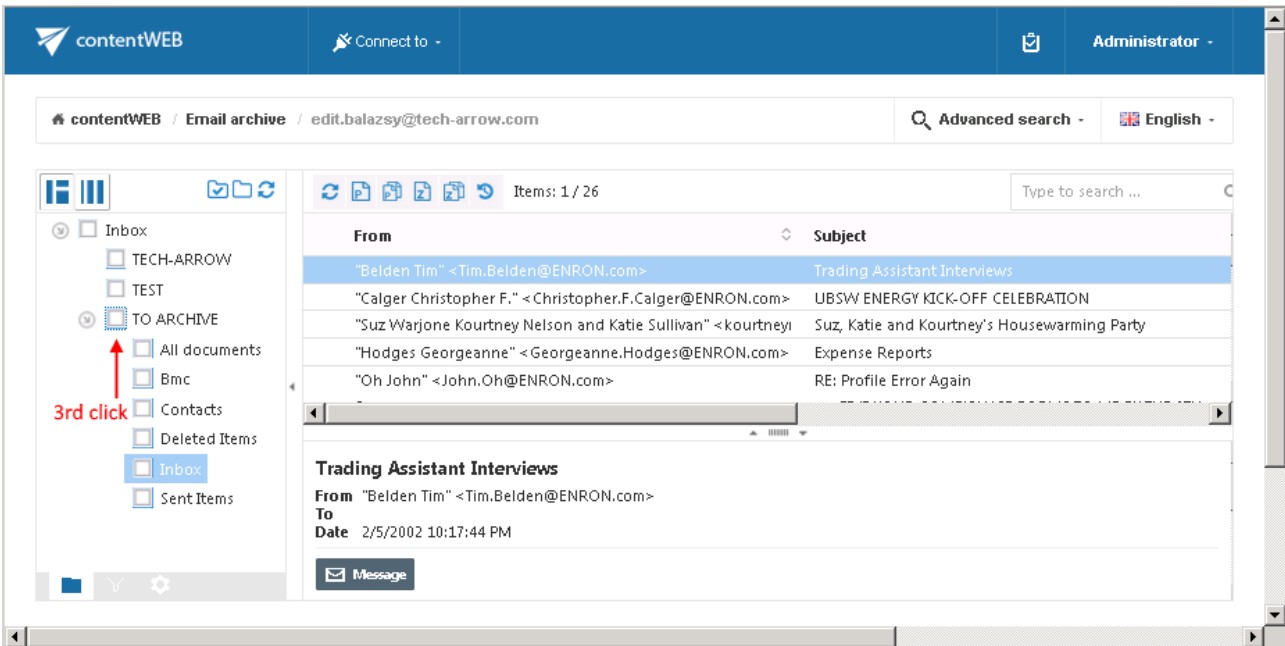 contentWEB Connect to Administrator
contentWEB / Email archive / edit.balazsy@tech-arrow.com Advanced search English
Items: 1 / 26 Type to search ...
Inbox
TECH-ARROW
TEST
TO ARCHIVE
All documents
Bmc
3rd click
Contacts
Deleted Items
Inbox
Sent Items
From Subject
"Belden Tim" <Tim.Belden@ENRON.com> Trading Assistant Interviews
"Calger Christopher F." <Christopher.F.Calger@ENRON.com> UBSW ENERGY KICK-OFF CELEBRATION
"Suz Warjone Kourtney Nelson and Katie Sullivan" <kourtney Suz, Katie and Kourtney's Housewarming Party
"Hodges Georgeanne" <Georgeanne.Hodges@ENRON.com> Expense Reports
"Oh John" <John.Oh@ENRON.com> RE: Profile Error Again
Trading Assistant Interviews
From "Belden Tim" <Tim.Belden@ENRON.com>
To
Date 2/5/2002 10:17:44 PM
Message